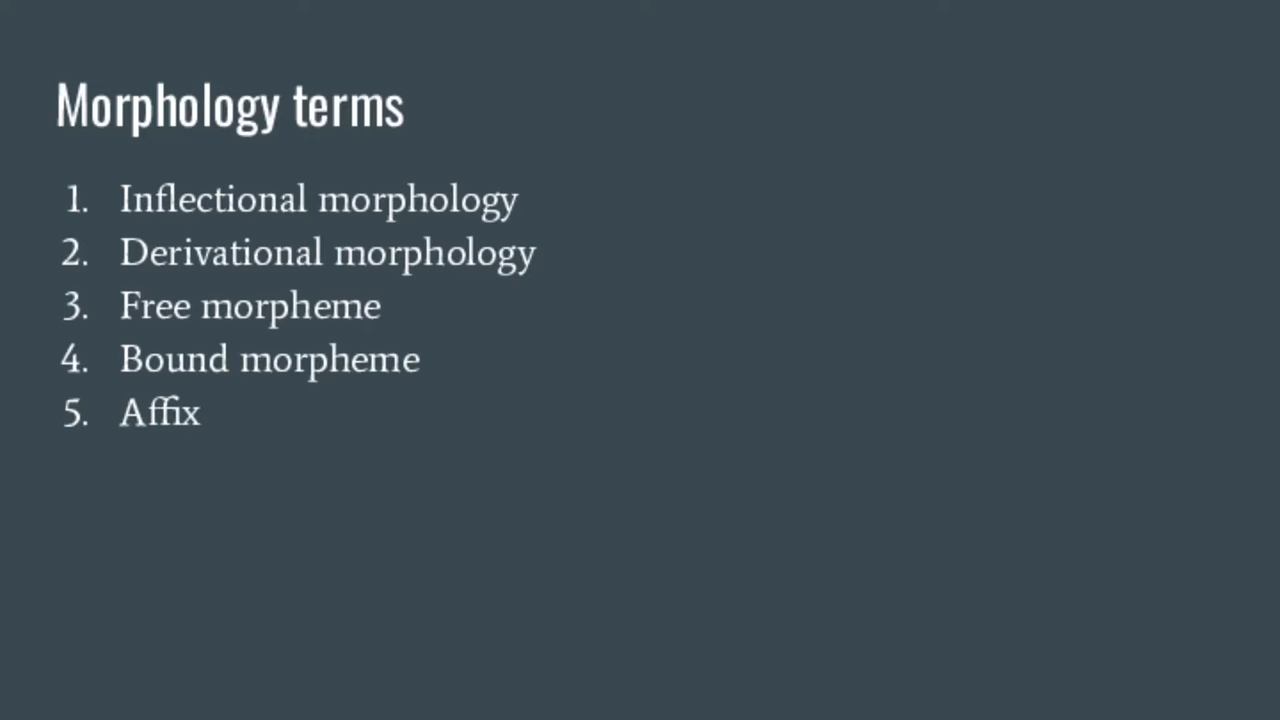 Morphology terms
1. Inflectional morphology
2. Derivational morphology
3. Free morpheme
4. Bound morpheme
5. Affix